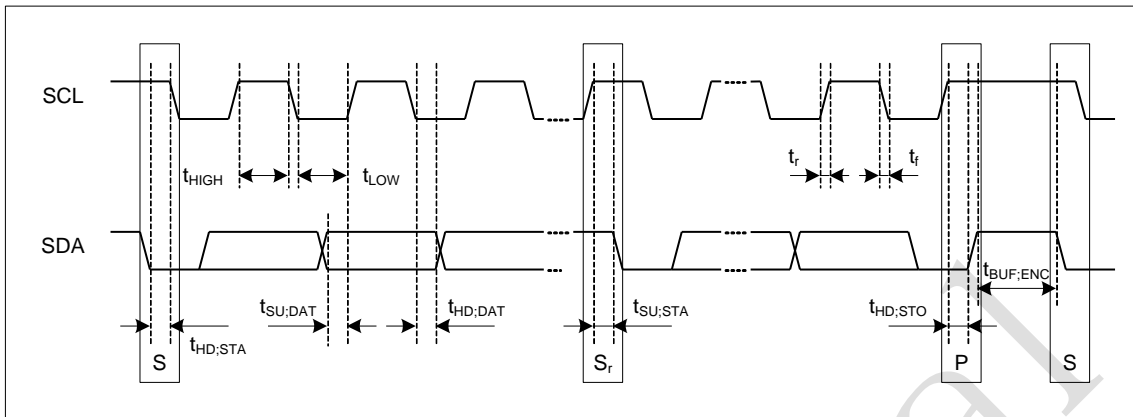 SCL
tHIGH
tLOW
tr
tf
SDA
tSU;DAT
tHD;DAT
tSU;STA
tHD;STO
tBUF;ENC
tHD;STA
S
Sr
P
S